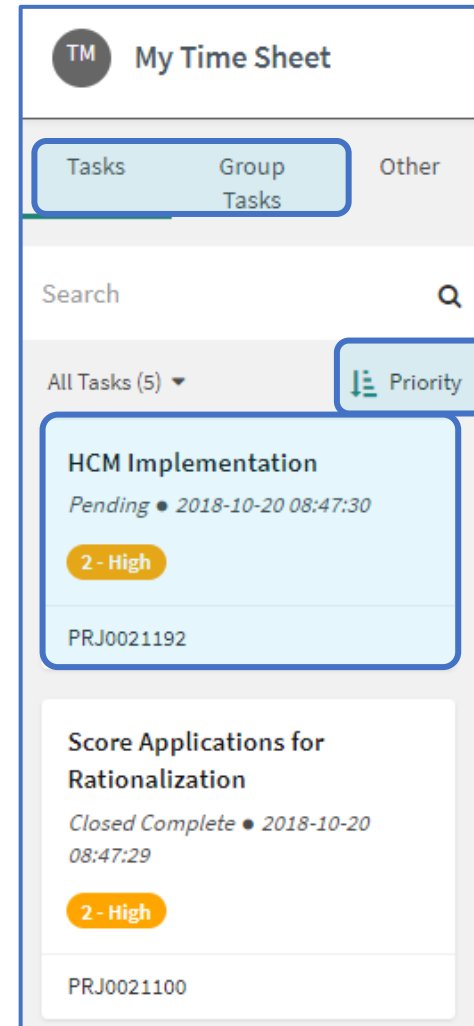 TM My Time Sheet
Tasks Group Tasks Other
Search
All Tasks (5) Priority
HCM Implementation
Pending ● 2018-10-20 08:47:30
2 - High
PRJ0021192
Score Applications for
Rationalization
Closed Complete ● 2018-10-20
08:47:29
2 - High
PRJ0021100